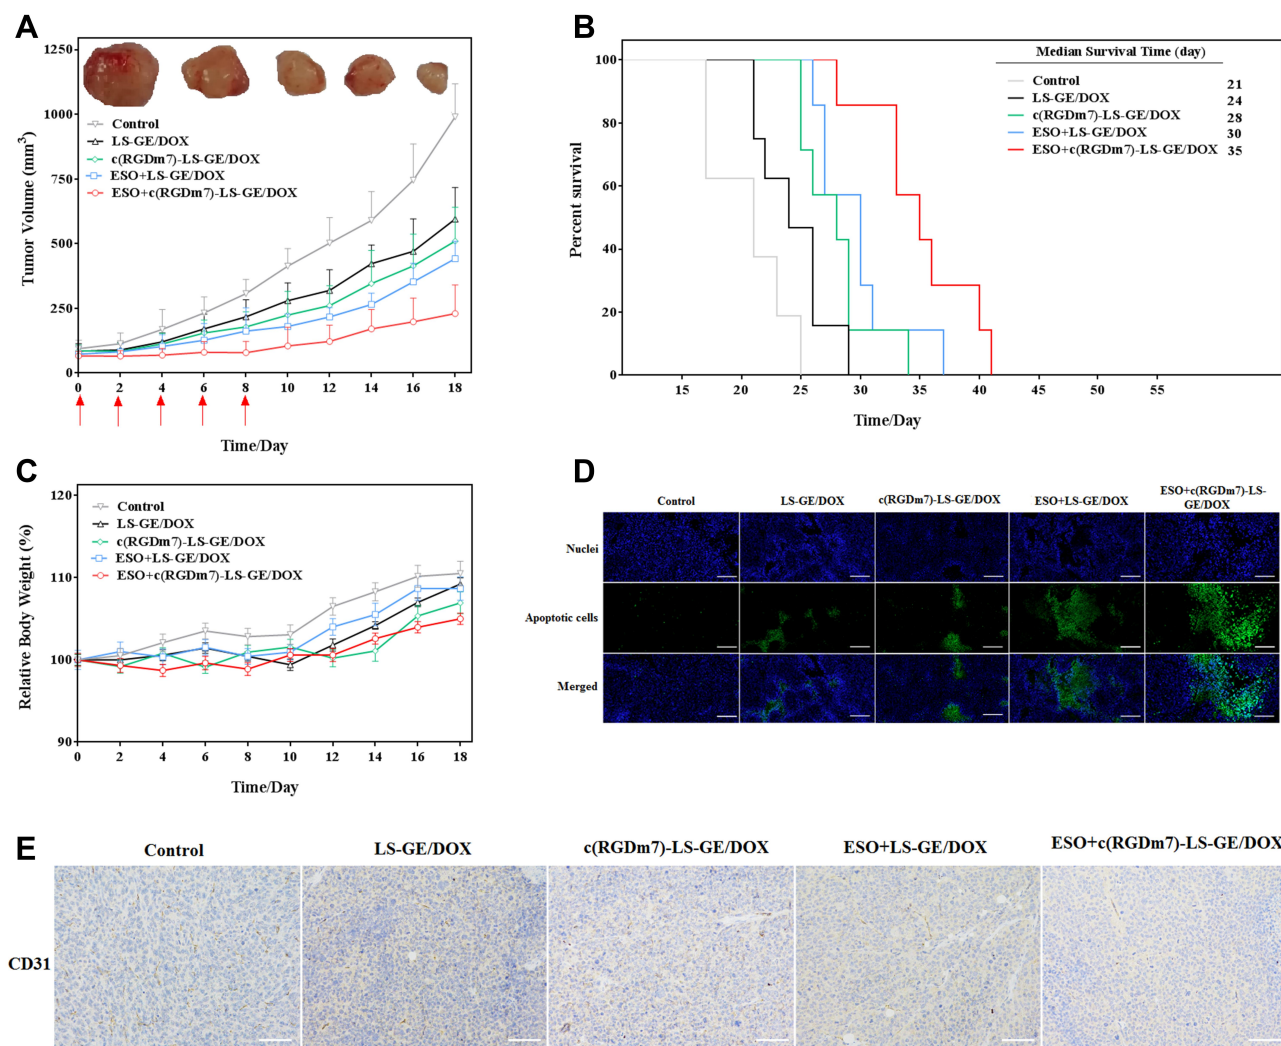 A
1250
1000
750
500
250
0
Tumor Volume (mm³)
Control
LS-GE/DOX
c(RGDm7)-LS-GE/DOX
ESO+LS-GE/DOX
ESO+c(RGDm7)-LS-GE/DOX
0 2 4 6 8 10 12 14 16 18
Time/Day
B
100
80
60
40
20
0
Percent survival
Median Survival Time (day)
Control 21
LS-GE/DOX 24
c(RGDm7)-LS-GE/DOX 28
ESO+LS-GE/DOX 30
ESO+c(RGDm7)-LS-GE/DOX 35
15 20 25 30 35 40 45 50 55
Time/Day
C
120
110
100
90
Relative Body Weight (%)
Control
LS-GE/DOX
c(RGDm7)-LS-GE/DOX
ESO+LS-GE/DOX
ESO+c(RGDm7)-LS-GE/DOX
0 2 4 6 8 10 12 14 16 18
Time/Day
D
Control LS-GE/DOX c(RGDm7)-LS-GE/DOX ESO+LS-GE/DOX ESO+c(RGDm7)-LS-
GE/DOX
Nuclei
Apoptotic cells
Merged
E
Control LS-GE/DOX c(RGDm7)-LS-GE/DOX ESO+LS-GE/DOX ESO+c(RGDm7)-LS-GE/DOX
CD31